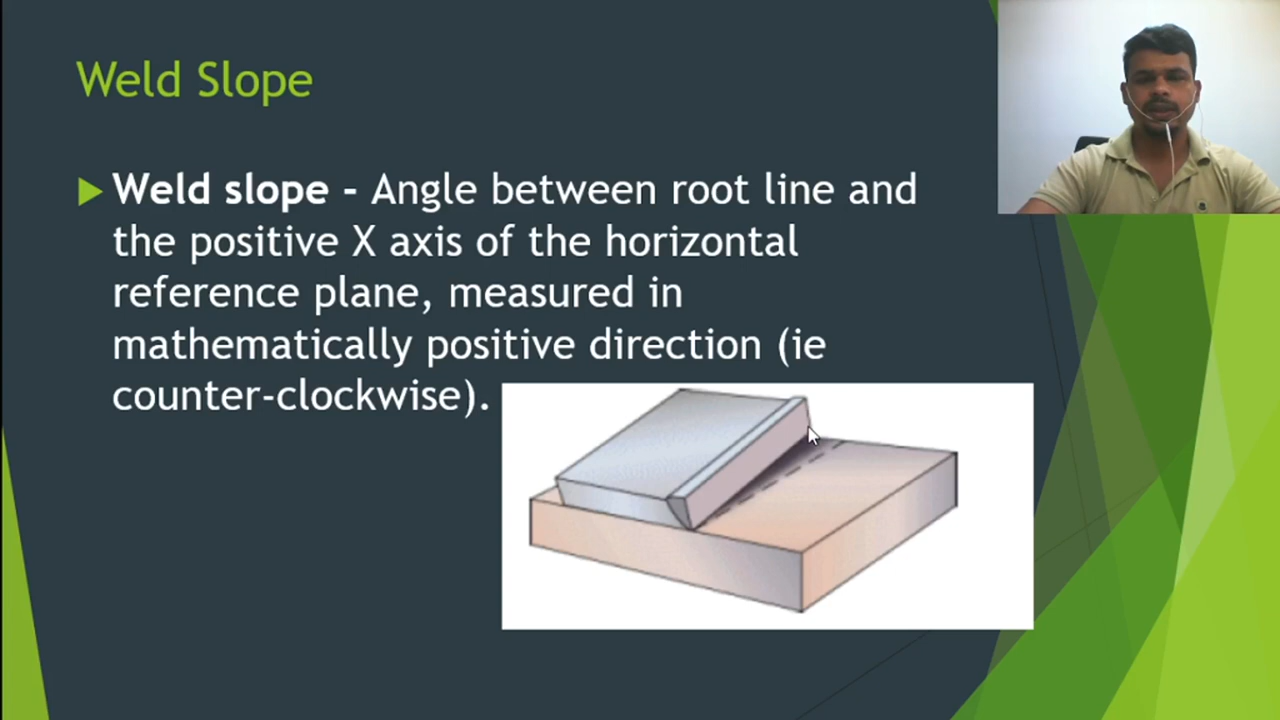 Weld Slope
Weld slope - Angle between root line and
the positive X axis of the horizontal
reference plane, measured in
mathematically positive direction (ie
counter-clockwise).